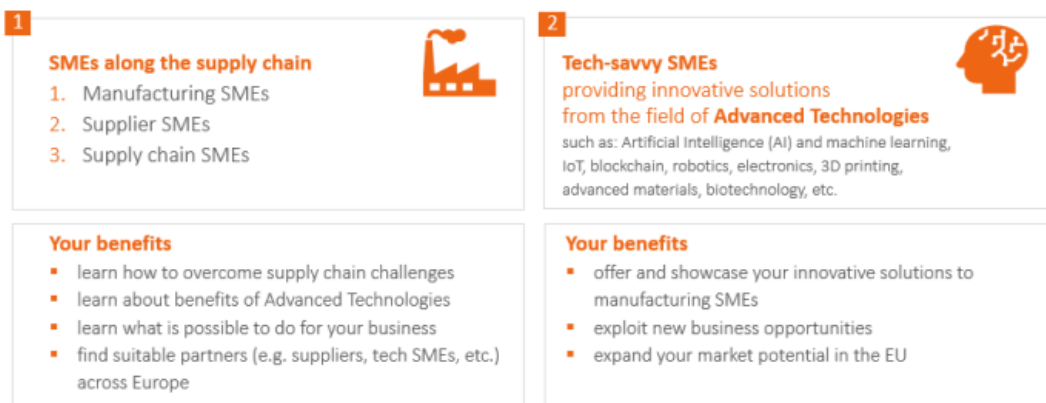 1
SMEs along the supply chain
1. Manufacturing SMEs
2. Supplier SMEs
3. Supply chain SMEs
Your benefits
▪ learn how to overcome supply chain challenges
▪ learn about benefits of Advanced Technologies
▪ learn what is possible to do for your business
▪ find suitable partners (e.g. suppliers, tech SMEs, etc.)
across Europe
2
Tech-savvy SMEs
providing innovative solutions
from the field of Advanced Technologies
such as: Artificial Intelligence (AI) and machine learning,
IoT, blockchain, robotics, electronics, 3D printing,
advanced materials, biotechnology, etc.
Your benefits
▪ offer and showcase your innovative solutions to
manufacturing SMEs
▪ exploit new business opportunities
▪ expand your market potential in the EU